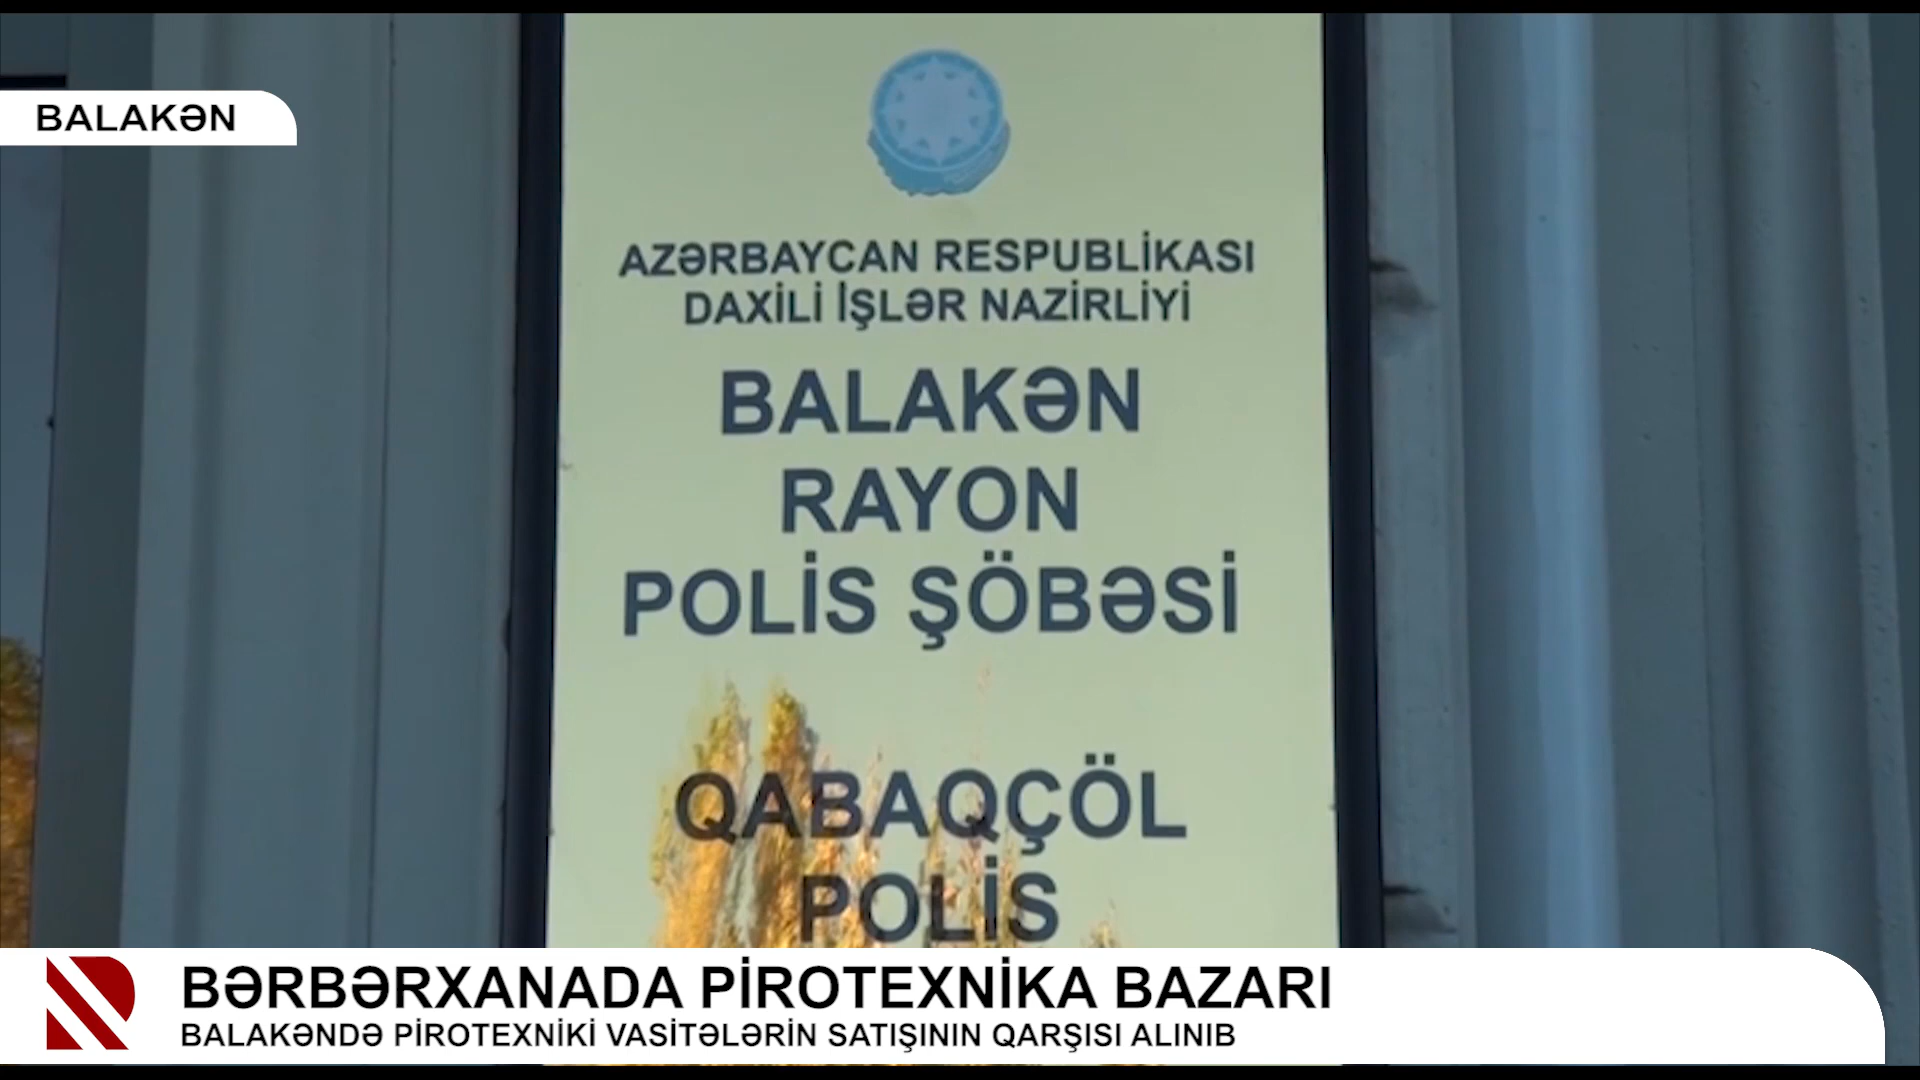 BALAKƏN
AZƏRBAYCAN RESPUBLİKASI
DAXİLİ İŞLƏR NAZİRLİYİ
BALAKƏN
RAYON
POLİS ŞÖBƏSİ
QABAQÇÖL
POLİS
BƏRBƏRXANADA PİROTEXNİKA BAZARI
BALAKƏNDƏ PİROTEXNİKİ VASİTƏLƏRİN SATIŞININ QARŞISI ALINIB